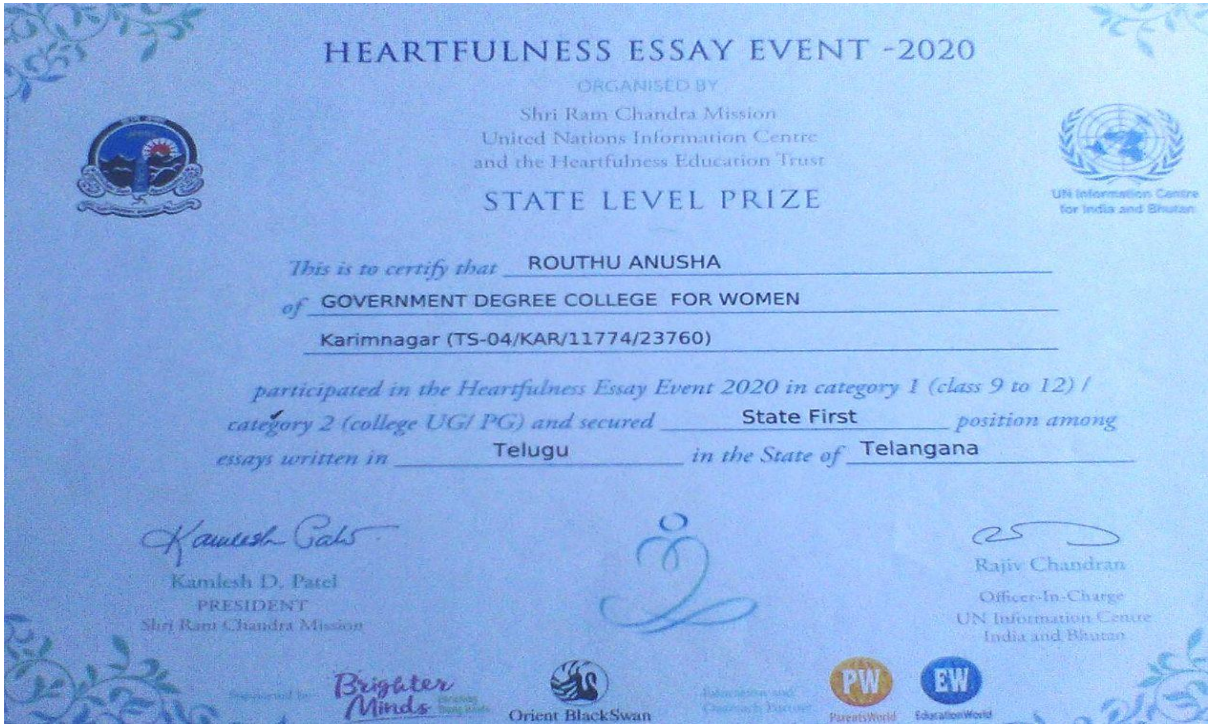 HEARTFULNESS ESSAY EVENT -2020
ORGANISED BY
Shri Ram Chandra Mission
United Nations Information Centre
and the Heartfulness Education Trust
STATE LEVEL PRIZE
UN Information Centre
for India and Bhutan
This is to certify that ROUTHU ANUSHA
of GOVERNMENT DEGREE COLLEGE FOR WOMEN
Karimnagar (TS-04/KAR/11774/23760)
participated in the Heartfulness Essay Event 2020 in category 1 (class 9 to 12) /
category 2 (college UG/ PG) and secured State First position among
essays written in Telugu in the State of Telangana
Kamlesh D. Patel
PRESIDENT
Shri Ram Chandra Mission
Rajiv Chandran
Officer-In-Charge
UN Information Centre
India and Bhutan
Supported by
Brighter
Minds
Orient BlackSwan
PW
ParentsWorld
EW
EducationWorld